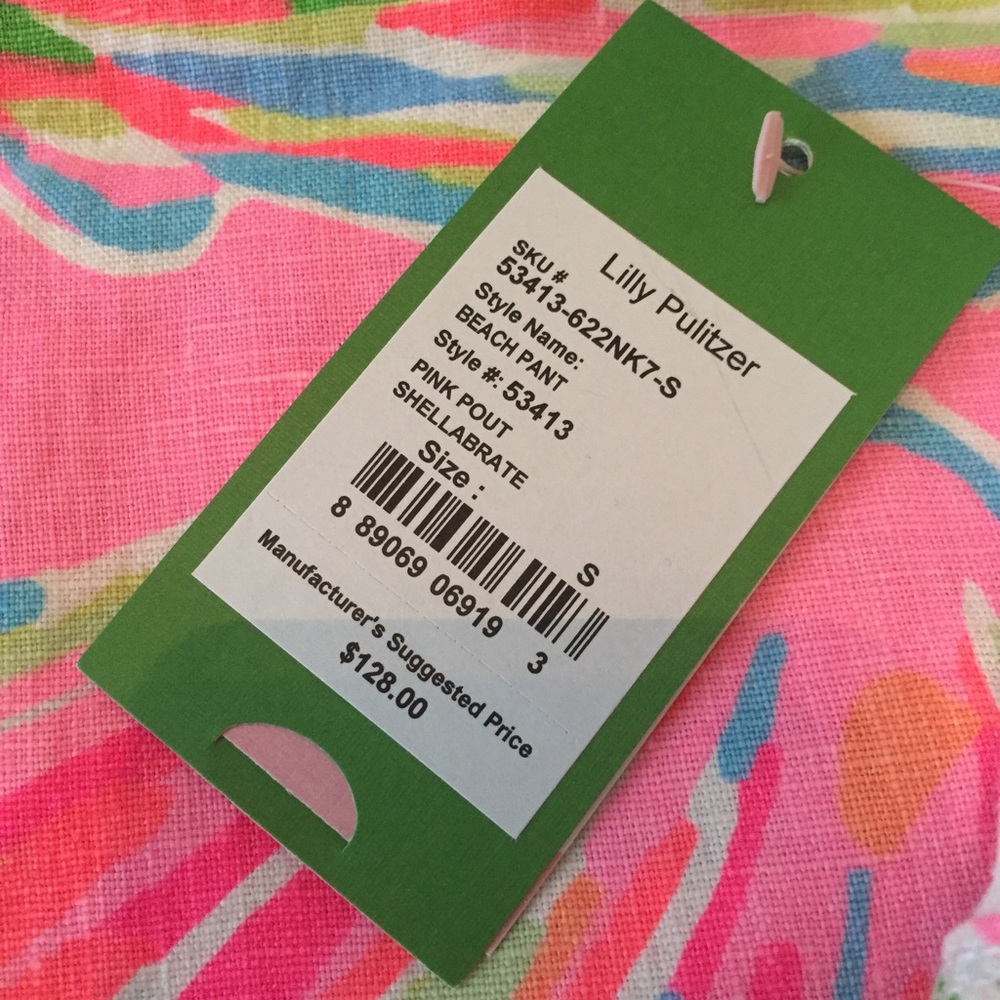 Lilly Pulitzer
SKU #
53413-622NK7-S
Style Name:
BEACH PANT
Style #: 53413
PINK POUT
SHELLABRATE
Size :
S
8 89069 06919 3
Manufacturer's Suggested Price
$128.00